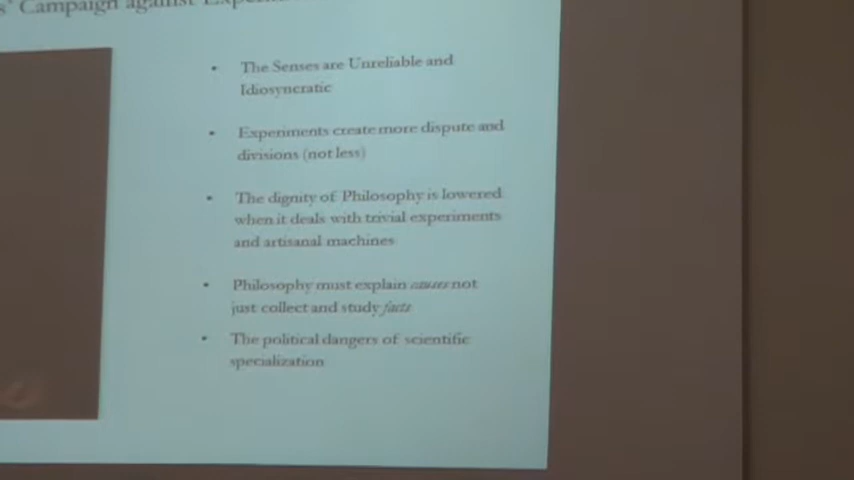 s' Campaign against
• The Senses are Unreliable and
Idiosyncratic
• Experiments create more dispute and
divisions (not less)
• The dignity of Philosophy is lowered
when it deals with trivial experiments
and artisanal machines
• Philosophy must explain causes not
just collect and study facts
• The political dangers of scientific
specialization